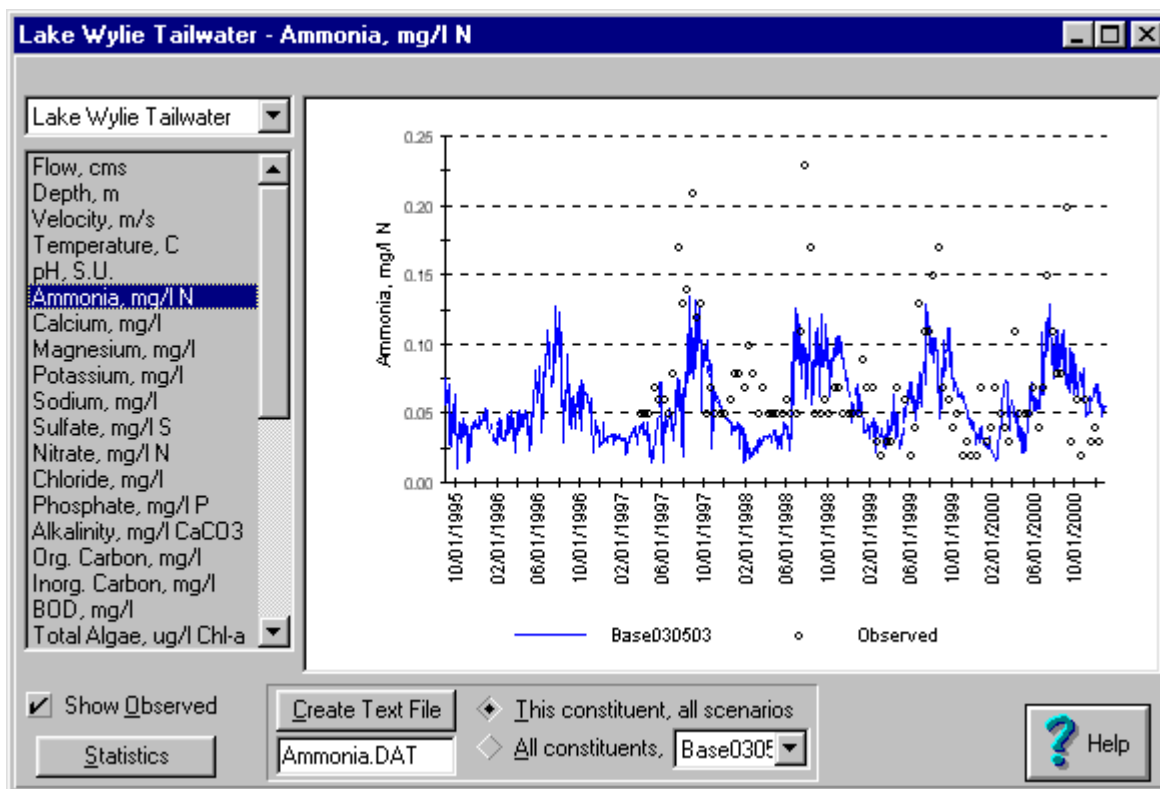 Lake Wylie Tailwater - Ammonia, mg/l N
Lake Wylie Tailwater
Flow, cms
Depth, m
Velocity, m/s
Temperature, C
pH, S.U.
Ammonia, mg/l N
Calcium, mg/l
Magnesium, mg/l
Potassium, mg/l
Sodium, mg/l
Sulfate, mg/l S
Nitrate, mg/l N
Chloride, mg/l
Phosphate, mg/l P
Alkalinity, mg/l CaCO3
Org. Carbon, mg/l
Inorg. Carbon, mg/l
BOD, mg/l
Total Algae, ug/l Chl-a
Ammonia, mg/l N
0.25
0.20
0.15
0.10
0.05
0.00
10/01/1995
02/01/1996
06/01/1996
10/01/1996
02/01/1997
06/01/1997
10/01/1997
02/01/1998
06/01/1998
10/01/1998
02/01/1999
06/01/1999
10/01/1999
02/01/2000
06/01/2000
10/01/2000
Base030503
Observed
Show Observed
Statistics
Create Text File
Ammonia.DAT
This constituent, all scenarios
All constituents,
Base0305
Help